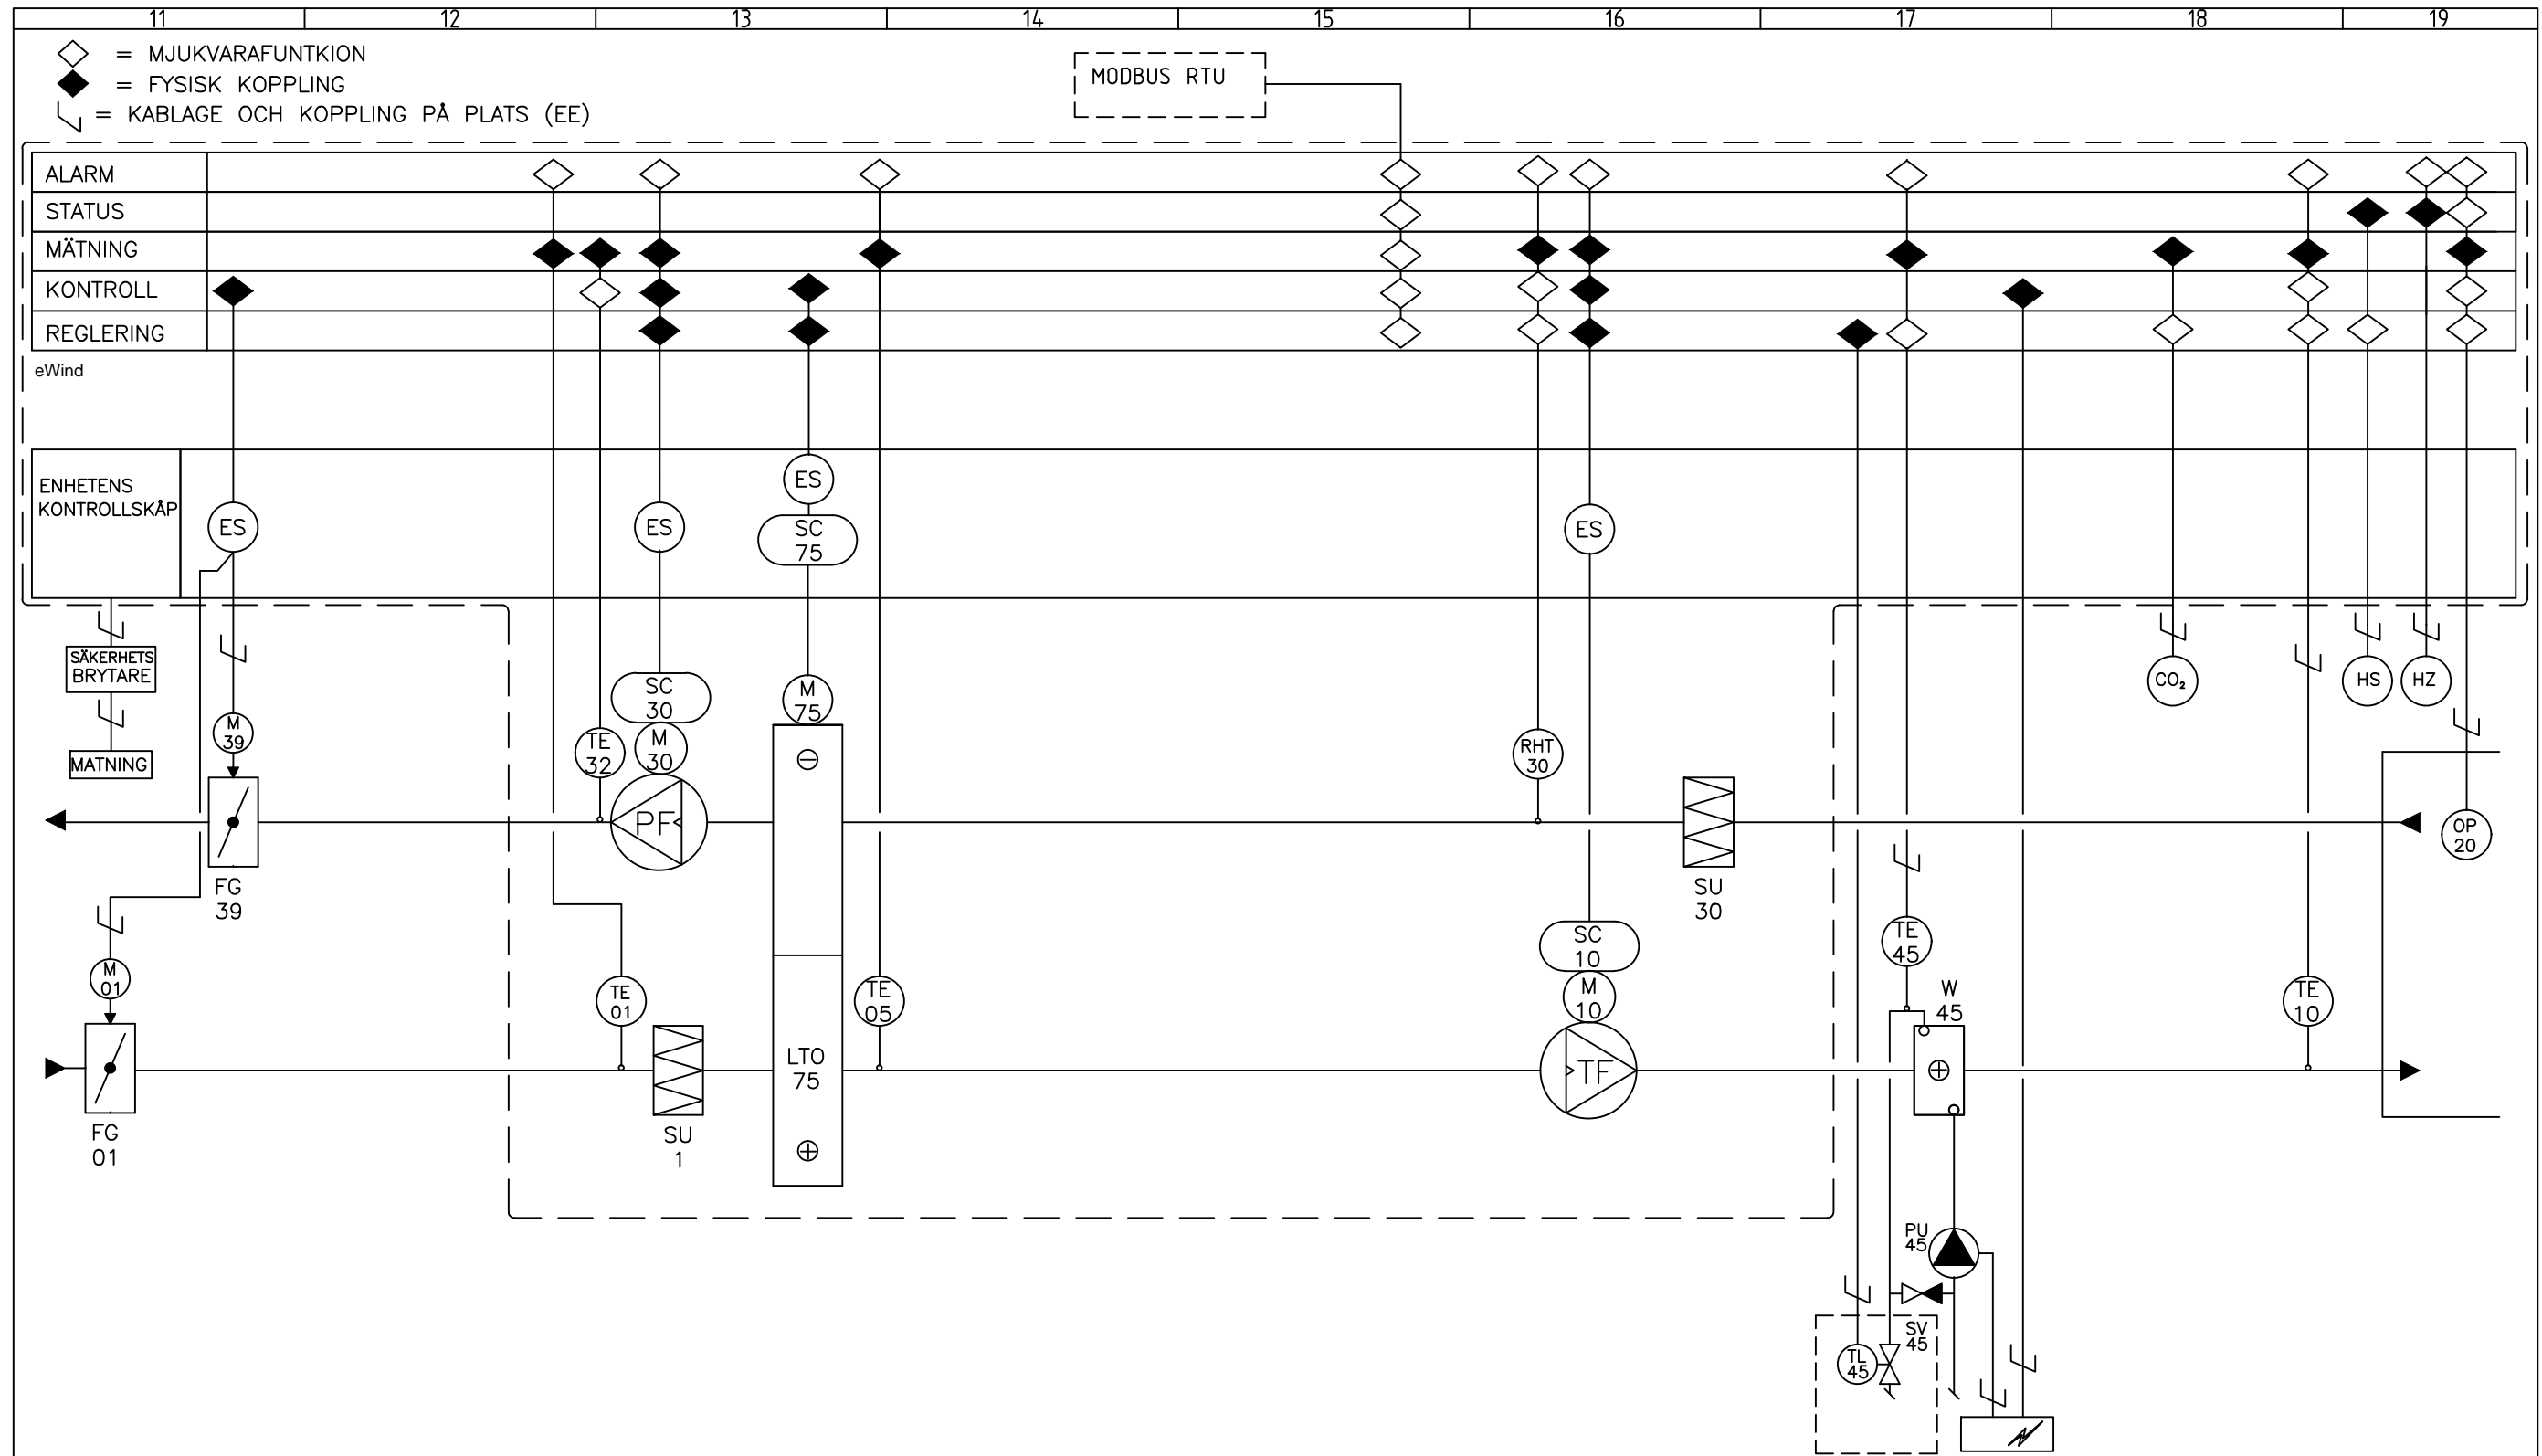 11 12 13 14 15 16 17 18 19
= MJUKVARAFUNTKION
= FYSISK KOPPLING
= KABLAGE OCH KOPPLING PÅ PLATS (EE)
MODBUS RTU
ALARM
STATUS
MÄTNING
KONTROLL
REGLERING
eWind
ENHETENS
KONTROLLSKÅP
ES
ES
ES
SC
75
ES
SÄKERHETS
BRYTARE
MATNING
M
39
TE
32
SC
30
M
30
M
75
RHT
30
CO₂
HS
HZ
PF
OP
20
FG
39
SU
30
SC
10
M
10
TE
45
M
01
TE
01
TE
05
W
45
TE
10
LTO
75
TF
FG
01
SU
1
PU
45
SV
45
TL
45